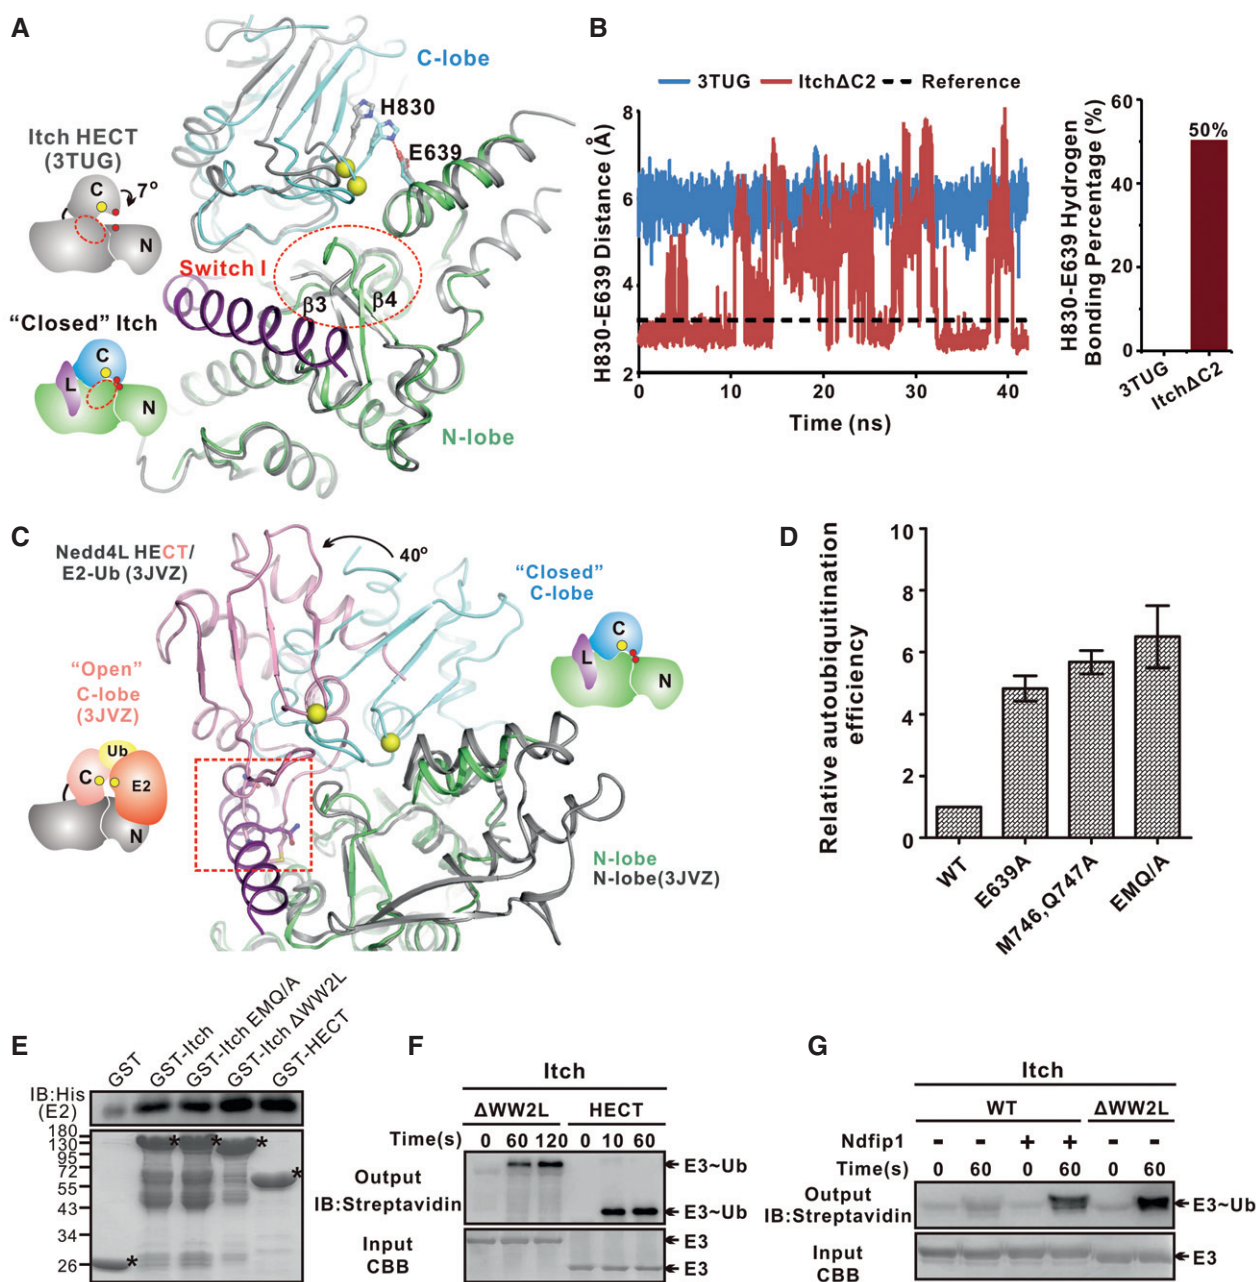 A
C-lobe
H830
E639
Itch HECT
(3TUG)
C
7°
N
Switch I
β3
β4
"Closed" Itch
C
L
N
N-lobe
B
3TUG
ItchΔC2
Reference
H830-E639 Distance (Å)
8
6
4
2
0
10
20
30
40
Time (ns)
H830-E639 Hydrogen
Bonding Percentage (%)
60
40
20
0
50%
3TUG
ItchΔC2
C
Nedd4L HECT/
E2-Ub (3JVZ)
40°
"Closed"
C-lobe
C
L
N
"Open"
C-lobe
(3JVZ)
Ub
C
E2
N
N-lobe
N-lobe(3JVZ)
D
Relative autoubiquitination
efficiency
10
8
6
4
2
0
WT
E639A
M746,Q747A
EMQ/A
E
GST
GST-Itch
GST-Itch EMQ/A
GST-Itch ΔWW2L
GST-HECT
IB:His
(E2)
180
130
95
72
55
43
34
26
*
*
*
*
*
F
Itch
ΔWW2L
HECT
Time(s) 0 60 120 0 10 60
Output
IB:Streptavidin
E3~Ub
E3~Ub
Input
CBB
E3
E3
G
Itch
WT
ΔWW2L
Ndfip1 - - + + - -
Time(s) 0 60 0 60 0 60
Output
IB:Streptavidin
E3~Ub
Input
CBB
E3